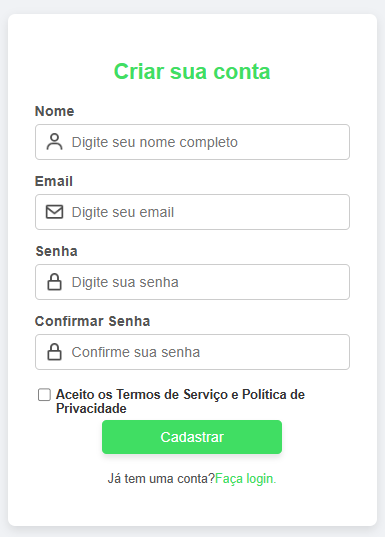 Criar sua conta
Nome
Digite seu nome completo
Email
Digite seu email
Senha
Digite sua senha
Confirmar Senha
Confirme sua senha
Aceito os Termos de Serviço e Política de
Privacidade
Cadastrar
Já tem uma conta?Faça login.